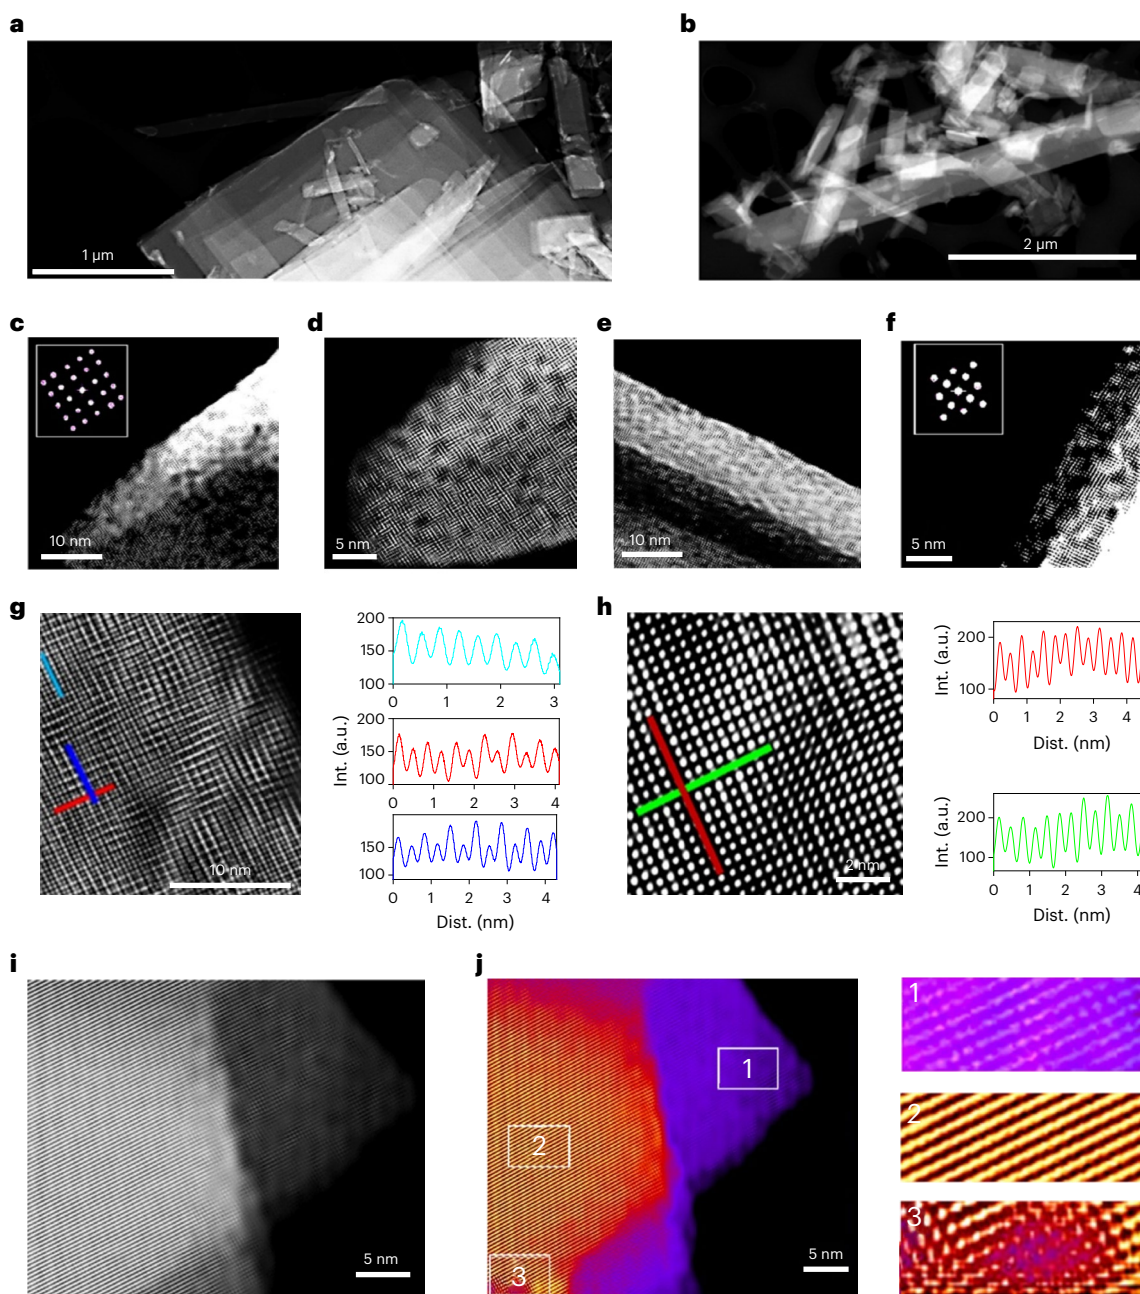 a
b
1 μm
2 μm
c
d
e
f
10 nm
5 nm
10 nm
5 nm
g
h
10 nm
200
150
100
0 1 2 3
200
150
100
0 1 2 3 4
150
100
0 1 2 3 4
Int. (a.u.)
Dist. (nm)
2 nm
200
100
Int. (a.u.)
0 1 2 3 4
Dist. (nm)
200
100
Int. (a.u.)
0 1 2 3 4
Dist. (nm)
i
j
5 nm
1
2
3
5 nm
1
2
3